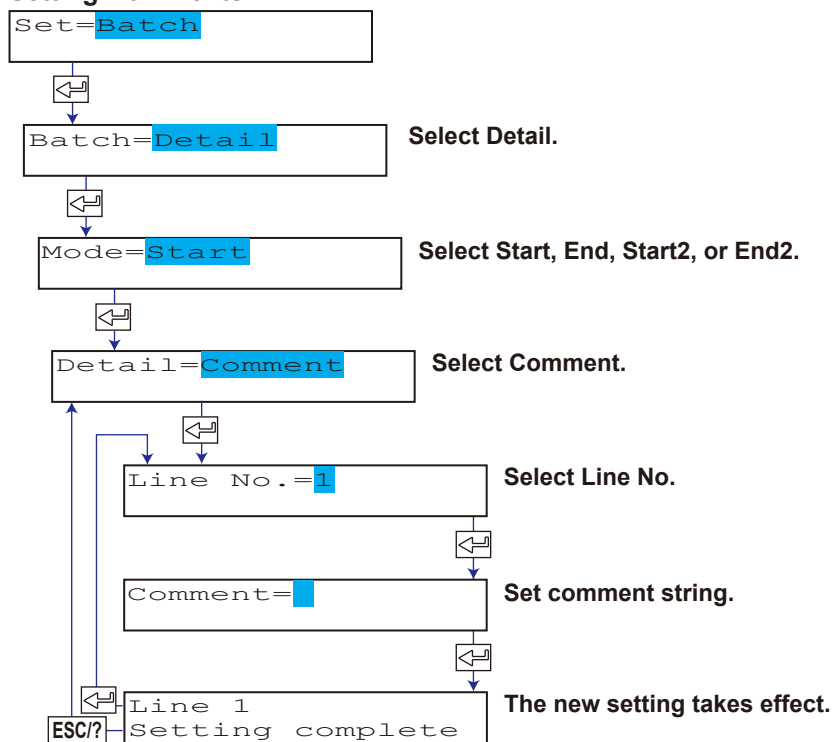 Set=Batch
Batch=Detail
Select Detail.
Mode=Start
Select Start, End, Start2, or End2.
Detail=Comment
Select Comment.
Line No.=1
Select Line No.
Comment=
Set comment string.
Line 1
The new setting takes effect.
ESC/?
Setting complete